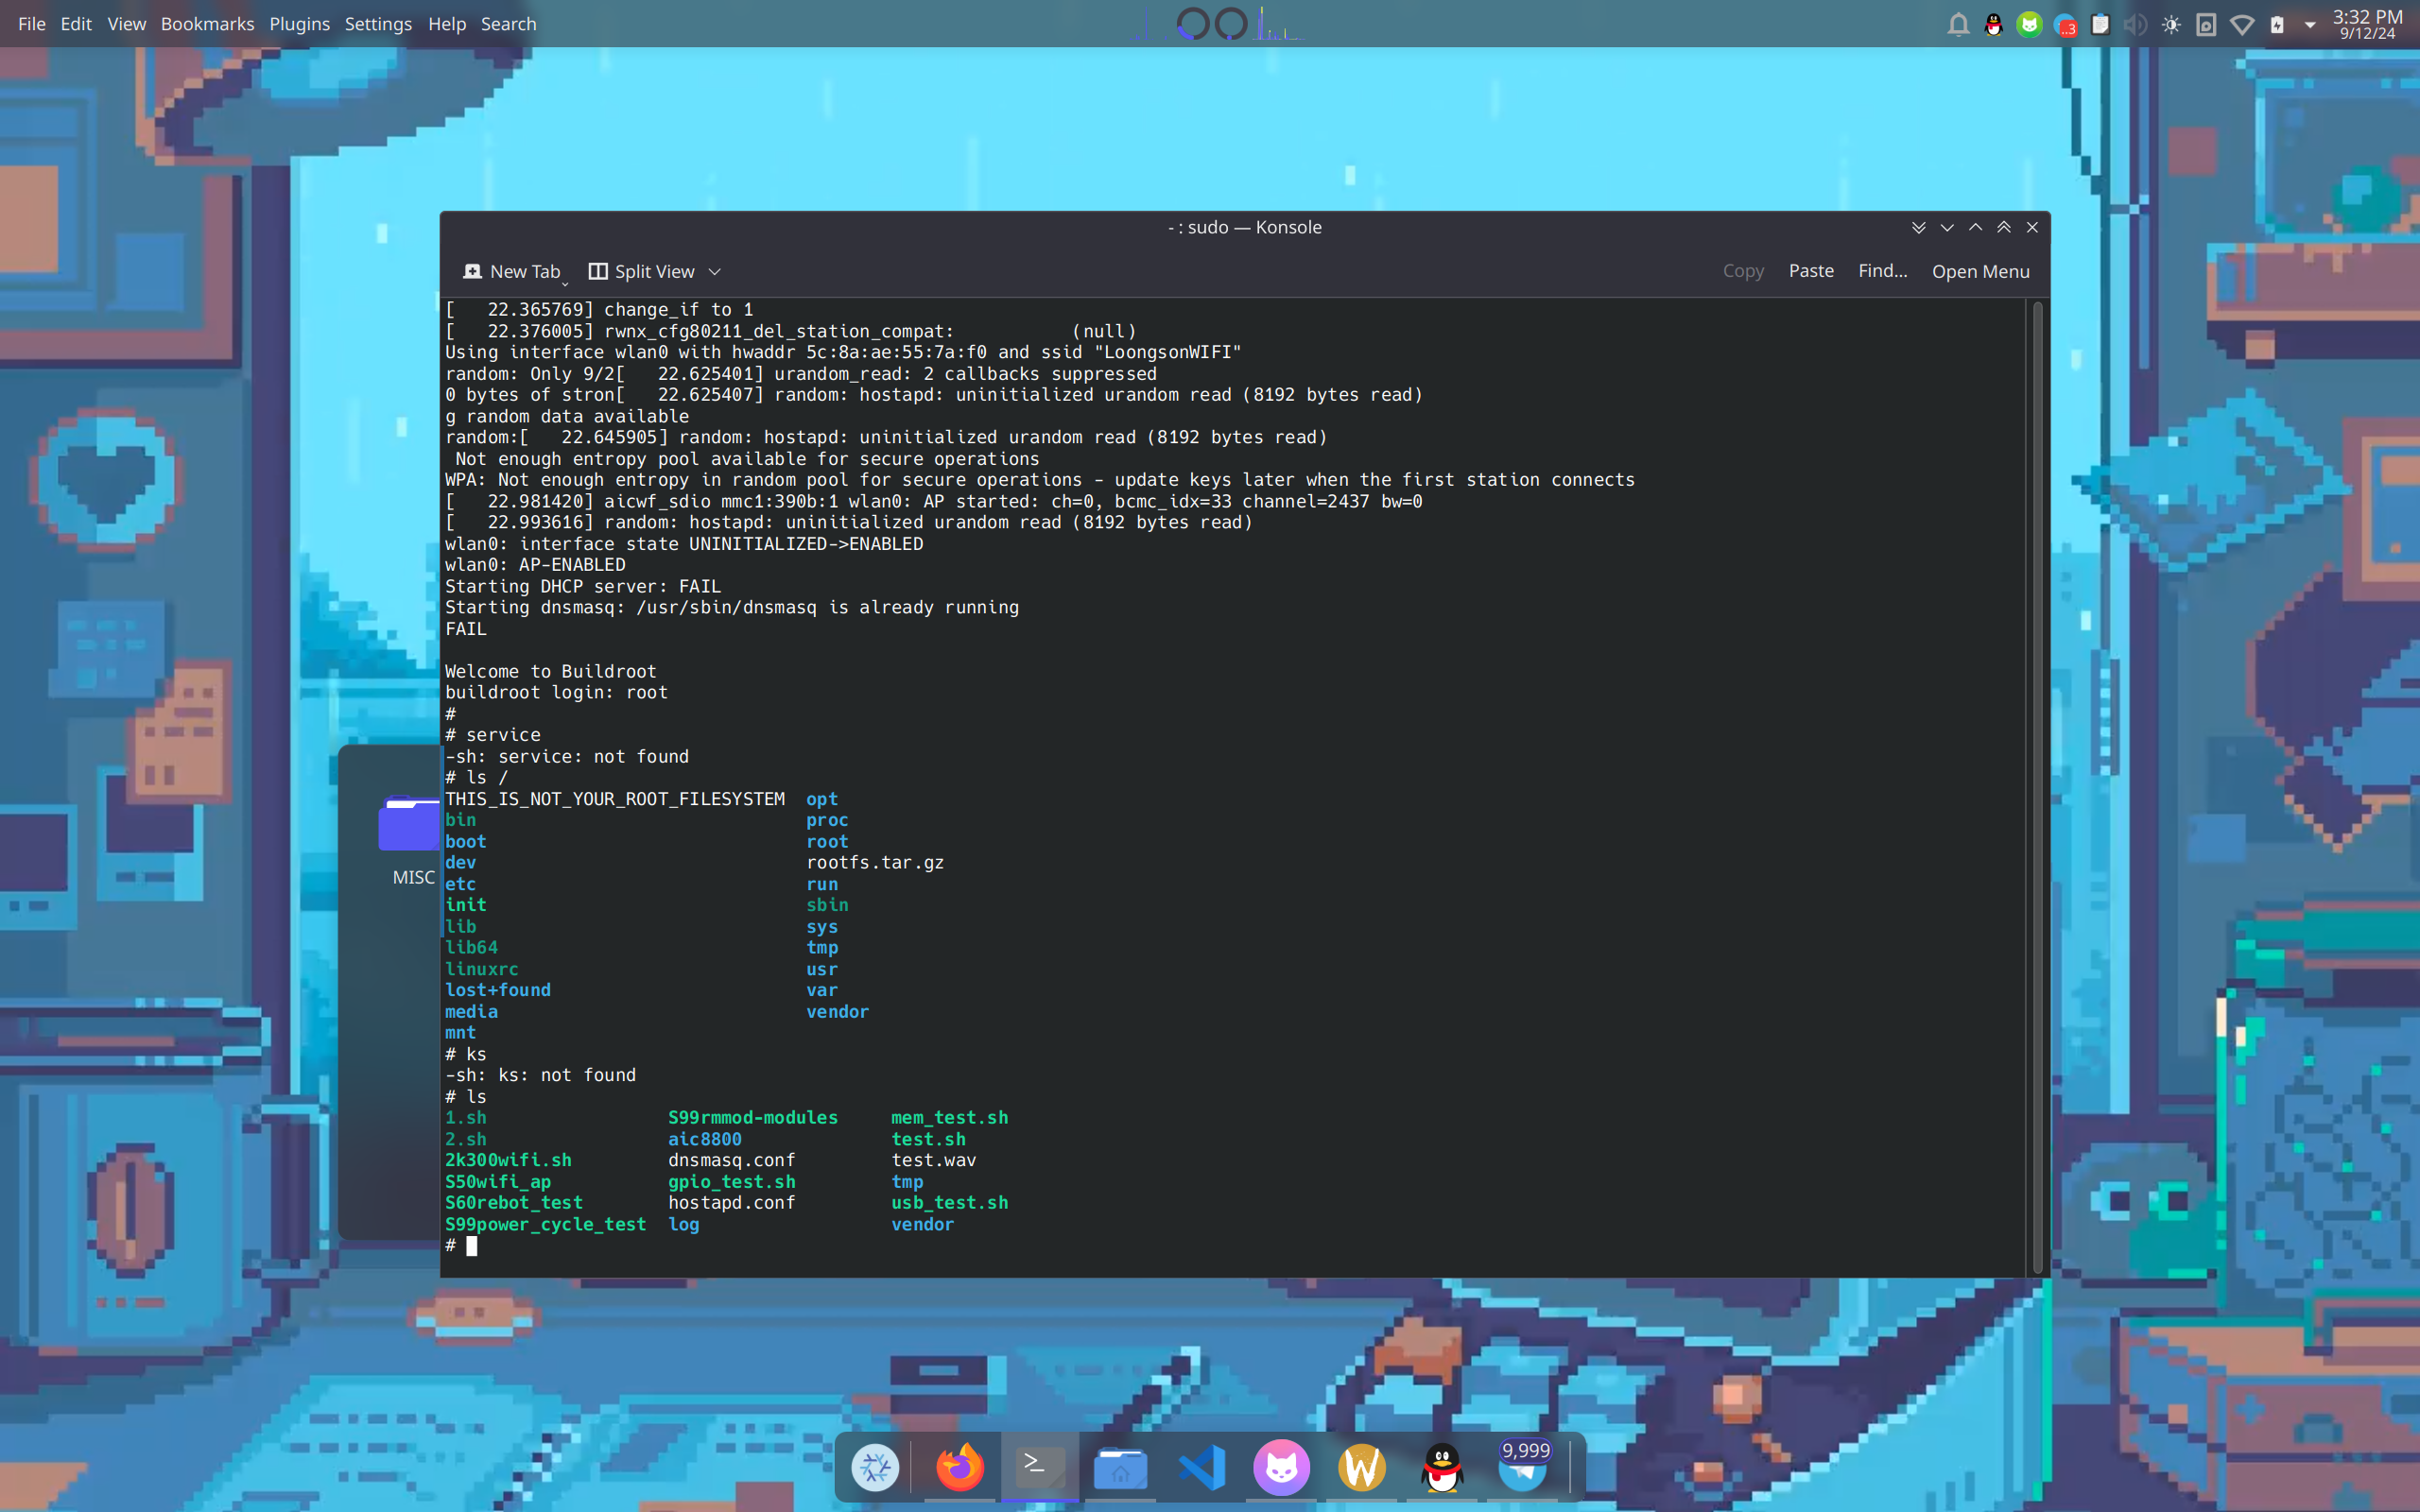 File Edit View Bookmarks Plugins Settings Help Search
..3
3:32 PM
9/12/24
- : sudo — Konsole
New Tab Split View Copy Paste Find... Open Menu
[   22.365769] change_if to 1
[   22.376005] rwnx_cfg80211_del_station_compat:           (null)
Using interface wlan0 with hwaddr 5c:8a:ae:55:7a:f0 and ssid "LoongsonWIFI"
random: Only 9/2[   22.625401] urandom_read: 2 callbacks suppressed
0 bytes of stron[   22.625407] random: hostapd: uninitialized urandom read (8192 bytes read)
g random data available
random:[   22.645905] random: hostapd: uninitialized urandom read (8192 bytes read)
 Not enough entropy pool available for secure operations
WPA: Not enough entropy in random pool for secure operations - update keys later when the first station connects
[   22.981420] aicwf_sdio mmc1:390b:1 wlan0: AP started: ch=0, bcmc_idx=33 channel=2437 bw=0
[   22.993616] random: hostapd: uninitialized urandom read (8192 bytes read)
wlan0: interface state UNINITIALIZED->ENABLED
wlan0: AP-ENABLED
Starting DHCP server: FAIL
Starting dnsmasq: /usr/sbin/dnsmasq is already running
FAIL
Welcome to Buildroot
buildroot login: root
#
# service
-sh: service: not found
# ls /
THIS_IS_NOT_YOUR_ROOT_FILESYSTEM  opt
bin                               proc
boot                              root
dev                               rootfs.tar.gz
etc                               run
init                              sbin
lib                               sys
lib64                             tmp
linuxrc                           usr
lost+found                        var
media                             vendor
mnt
# ks
-sh: ks: not found
# ls
1.sh                 S99rmmod-modules     mem_test.sh
2.sh                 aic8800              test.sh
2k300wifi.sh         dnsmasq.conf         test.wav
S50wifi_ap           gpio_test.sh         tmp
S60rebot_test        hostapd.conf         usb_test.sh
S99power_cycle_test  log                  vendor
#
MISC
9,999